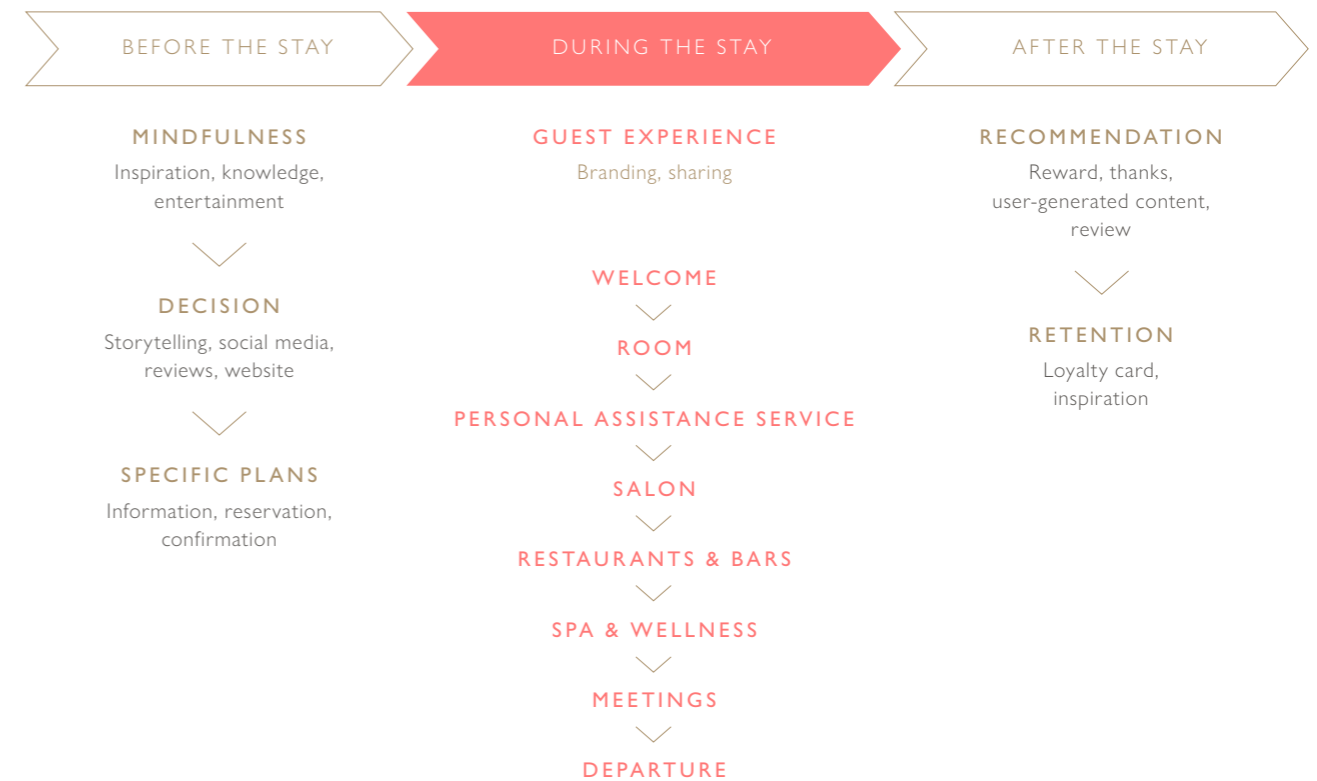 BEFORE THE STAY
DURING THE STAY
AFTER THE STAY
MINDFULNESS
Inspiration, knowledge,
entertainment
DECISION
Storytelling, social media,
reviews, website
SPECIFIC PLANS
Information, reservation,
confirmation
GUEST EXPERIENCE
Branding, sharing
WELCOME
ROOM
PERSONAL ASSISTANCE SERVICE
SALON
RESTAURANTS & BARS
SPA & WELLNESS
MEETINGS
DEPARTURE
RECOMMENDATION
Reward, thanks,
user-generated content,
review
RETENTION
Loyalty card,
inspiration